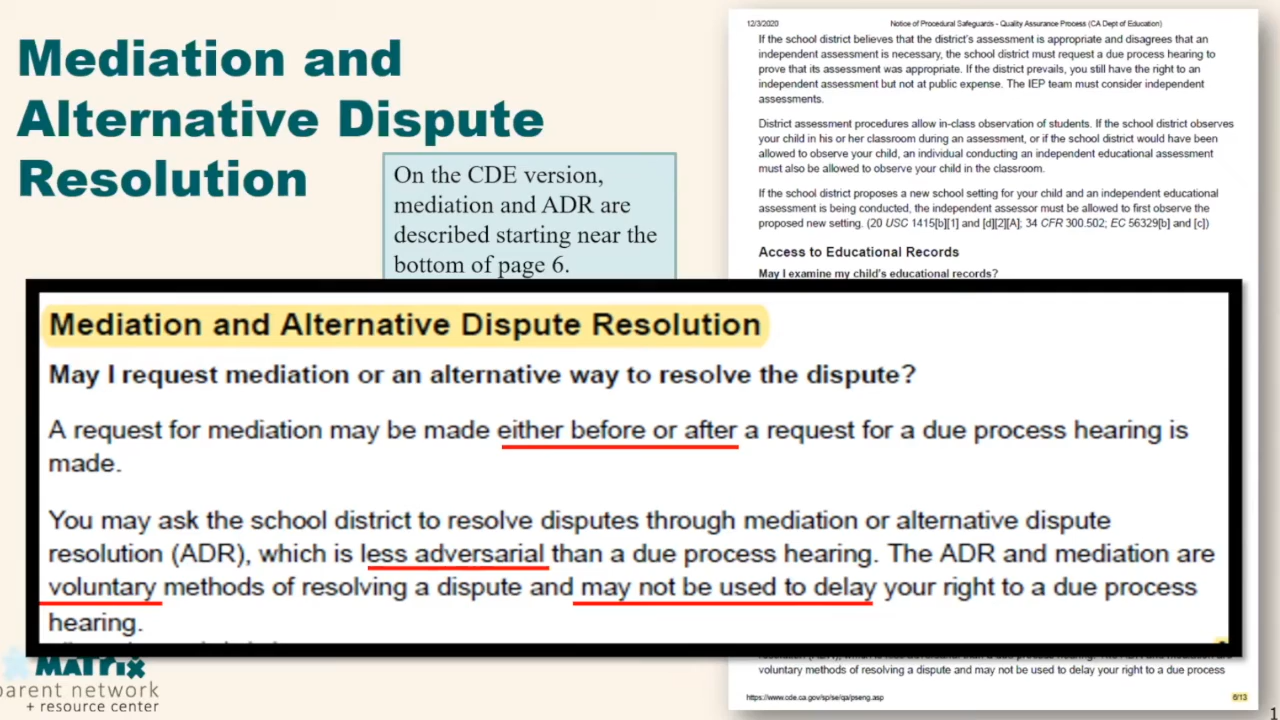 Mediation and
Alternative Dispute
Resolution
On the CDE version,
mediation and ADR are
described starting near the
bottom of page 6.
12/3/2020
Notice of Procedural Safeguards - Quality Assurance Process (CA Dept of Education)
If the school district believes that the district's assessment is appropriate and disagrees that an
independent assessment is necessary, the school district must request a due process hearing to
prove that its assessment was appropriate. If the district prevails, you still have the right to an
independent assessment but not at public expense. The IEP team must consider independent
assessments.
District assessment procedures allow in-class observation of students. If the school district observes
your child in his or her classroom during an assessment, or if the school district would have been
allowed to observe your child, an individual conducting an independent educational assessment
must also be allowed to observe your child in the classroom.
If the school district proposes a new school setting for your child and an independent educational
assessment is being conducted, the independent assessor must be allowed to first observe the
proposed new setting. (20 USC 1415[b][1] and [d][2][A]; 34 CFR 300.502; EC 56329[b] and [c])
Access to Educational Records
May I examine my child's educational records?
Mediation and Alternative Dispute Resolution
May I request mediation or an alternative way to resolve the dispute?
A request for mediation may be made either before or after a request for a due process hearing is
made.
You may ask the school district to resolve disputes through mediation or alternative dispute
resolution (ADR), which is less adversarial than a due process hearing. The ADR and mediation are
voluntary methods of resolving a dispute and may not be used to delay your right to a due process
hearing.
voluntary methods of resolving a dispute and may not be used to delay your right to a due process
https://www.cde.ca.gov/sp/se/qa/pseng.asp
6/13
MATRIX
parent network
+ resource center
1